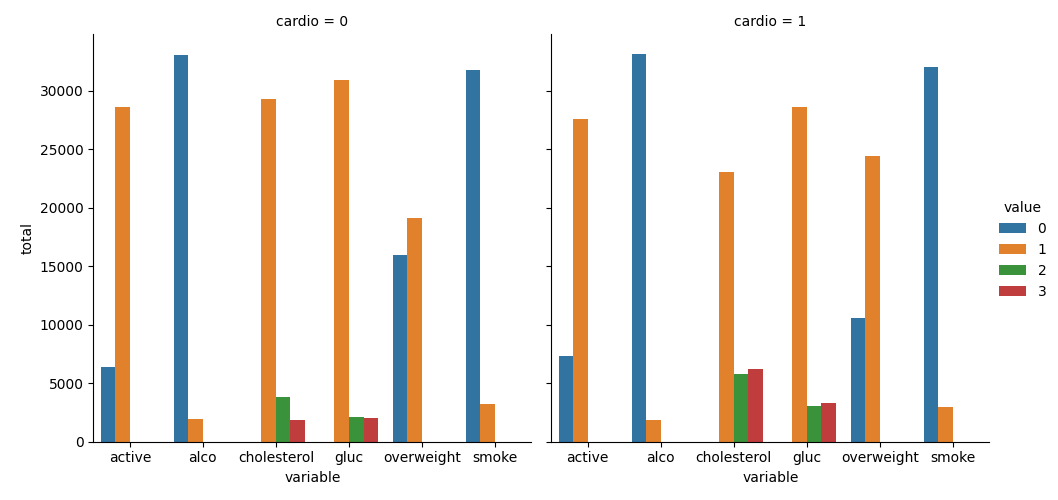 cardio = 0
cardio = 1
total
30000
25000
20000
15000
10000
5000
0
active alco cholesterol gluc overweight smoke
variable
active alco cholesterol gluc overweight smoke
variable
value
0
1
2
3